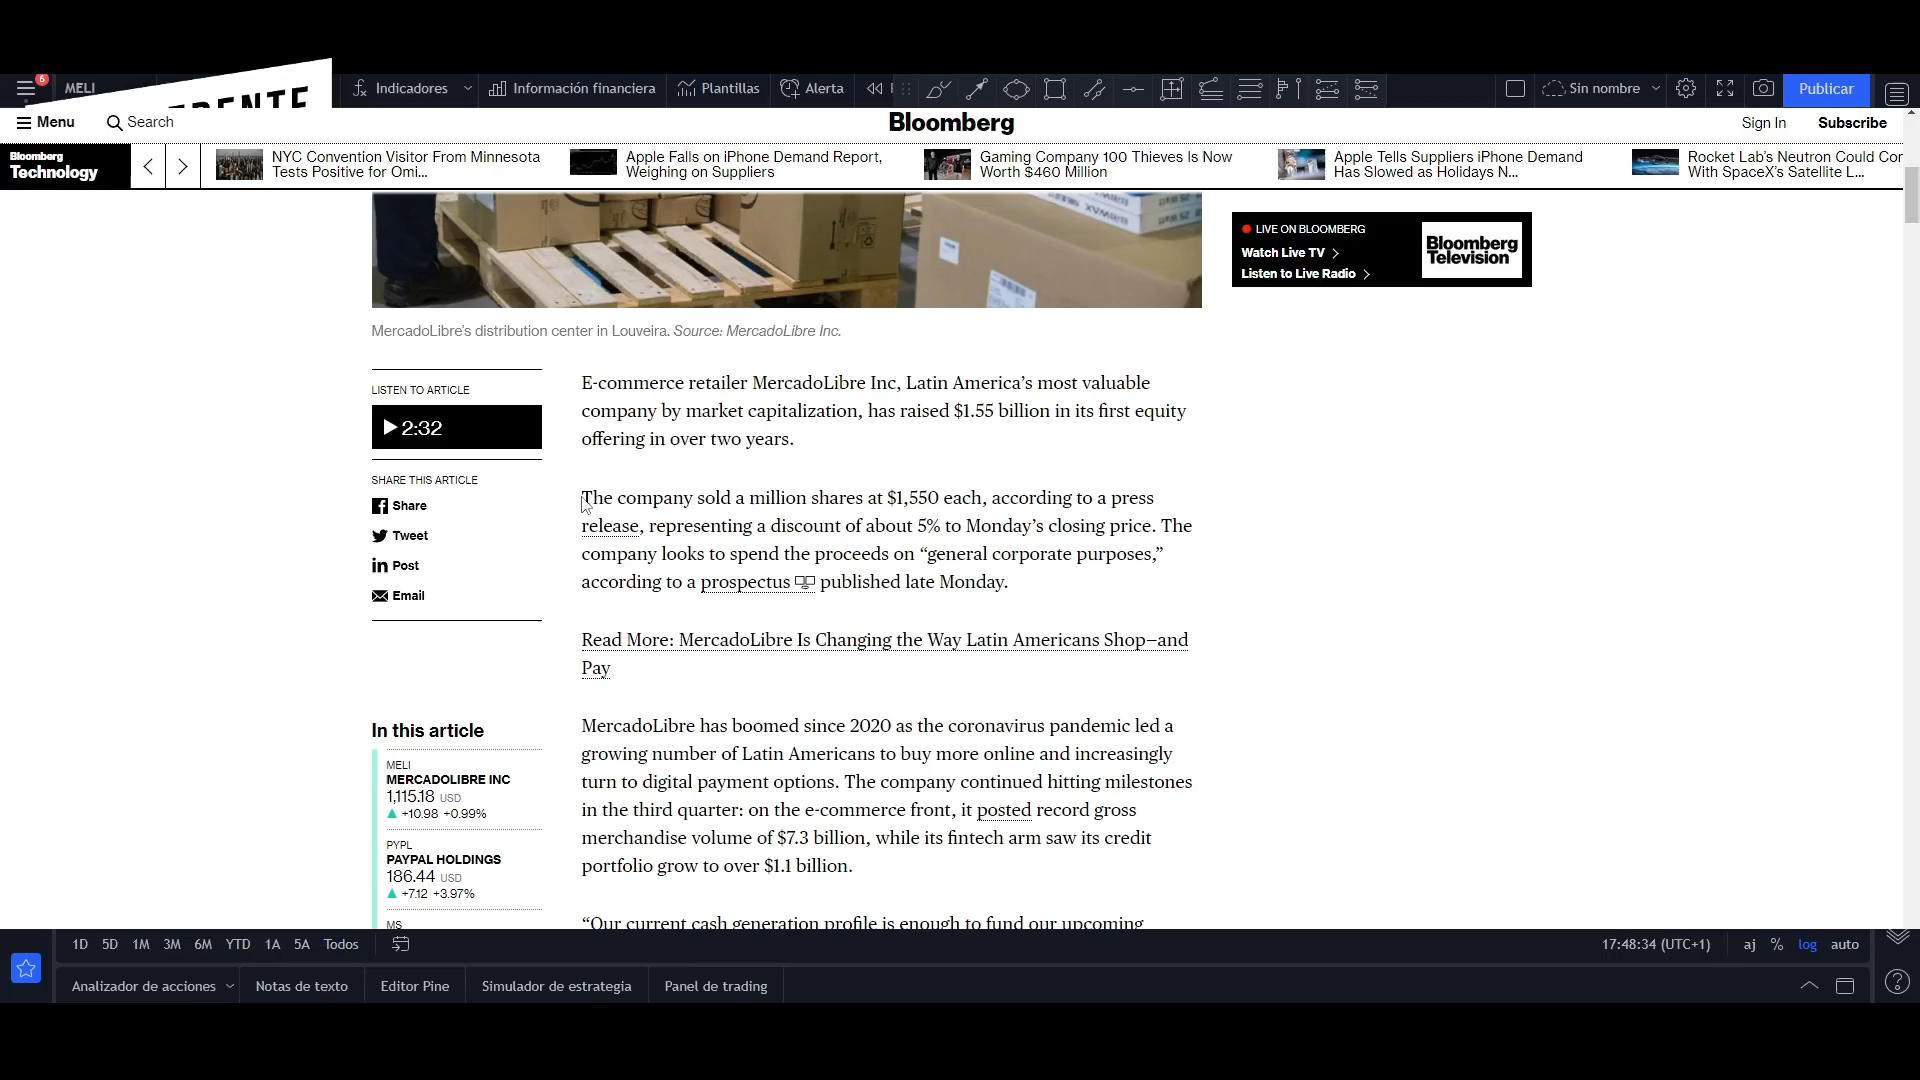 6
MELI
Indicadores
Información financiera
Plantillas
Alerta
Sin nombre
Publicar
Menu
Search
Bloomberg
Sign In
Subscribe
Bloomberg
Technology
NYC Convention Visitor From Minnesota
Tests Positive for Omi...
Apple Falls on iPhone Demand Report,
Weighing on Suppliers
Gaming Company 100 Thieves Is Now
Worth $460 Million
Apple Tells Suppliers iPhone Demand
Has Slowed as Holidays N...
Rocket Lab's Neutron Could Cor
With SpaceX's Satellite L...
LIVE ON BLOOMBERG
Watch Live TV
Listen to Live Radio
Bloomberg
Television
MercadoLibre's distribution center in Louveira. Source: MercadoLibre Inc.
LISTEN TO ARTICLE
2:32
SHARE THIS ARTICLE
Share
Tweet
Post
Email
E-commerce retailer MercadoLibre Inc, Latin America’s most valuable
company by market capitalization, has raised $1.55 billion in its first equity
offering in over two years.
The company sold a million shares at $1,550 each, according to a press
release, representing a discount of about 5% to Monday’s closing price. The
company looks to spend the proceeds on “general corporate purposes,”
according to a prospectus published late Monday.
Read More: MercadoLibre Is Changing the Way Latin Americans Shop—and
Pay
MercadoLibre has boomed since 2020 as the coronavirus pandemic led a
growing number of Latin Americans to buy more online and increasingly
turn to digital payment options. The company continued hitting milestones
in the third quarter: on the e-commerce front, it posted record gross
merchandise volume of $7.3 billion, while its fintech arm saw its credit
portfolio grow to over $1.1 billion.
“Our current cash generation profile is enough to fund our upcoming
In this article
MELI
MERCADOLIBRE INC
1,115.18 USD
+10.98 +0.99%
PYPL
PAYPAL HOLDINGS
186.44 USD
+7.12 +3.97%
MS
1D 5D 1M 3M 6M YTD 1A 5A Todos
17:48:34 (UTC+1)
aj % log auto
Analizador de acciones
Notas de texto
Editor Pine
Simulador de estrategia
Panel de trading